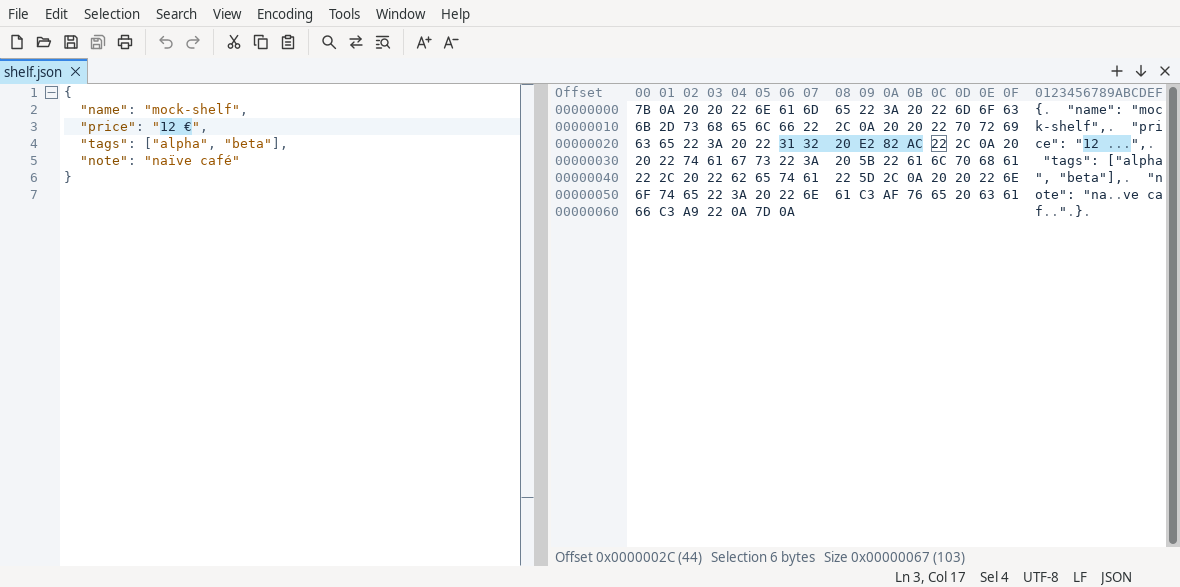 File Edit Selection Search View Encoding Tools Window Help
A+ A-
shelf.json
1 {
2   "name": "mock-shelf",
3   "price": "12 €",
4   "tags": ["alpha", "beta"],
5   "note": "naïve café"
6 }
7
Offset 00 01 02 03 04 05 06 07 08 09 0A 0B 0C 0D 0E 0F 0123456789ABCDEF
00000000 7B 0A 20 20 22 6E 61 6D 65 22 3A 20 22 6D 6F 63 {.  "name": "moc
00000010 6B 2D 73 68 65 6C 66 22 2C 0A 20 20 22 70 72 69 k-shelf",.  "pri
00000020 63 65 22 3A 20 22 31 32 20 E2 82 AC 22 2C 0A 20 ce": "12 ...",.
00000030 20 22 74 61 67 73 22 3A 20 5B 22 61 6C 70 68 61  "tags": ["alpha
00000040 22 2C 20 22 62 65 74 61 22 5D 2C 0A 20 20 22 6E ", "beta"],.  "n
00000050 6F 74 65 22 3A 20 22 6E 61 C3 AF 76 65 20 63 61 ote": "na..ve ca
00000060 66 C3 A9 22 0A 7D 0A f..".}.
Offset 0x0000002C (44) Selection 6 bytes Size 0x00000067 (103)
Ln 3, Col 17 Sel 4 UTF-8 LF JSON